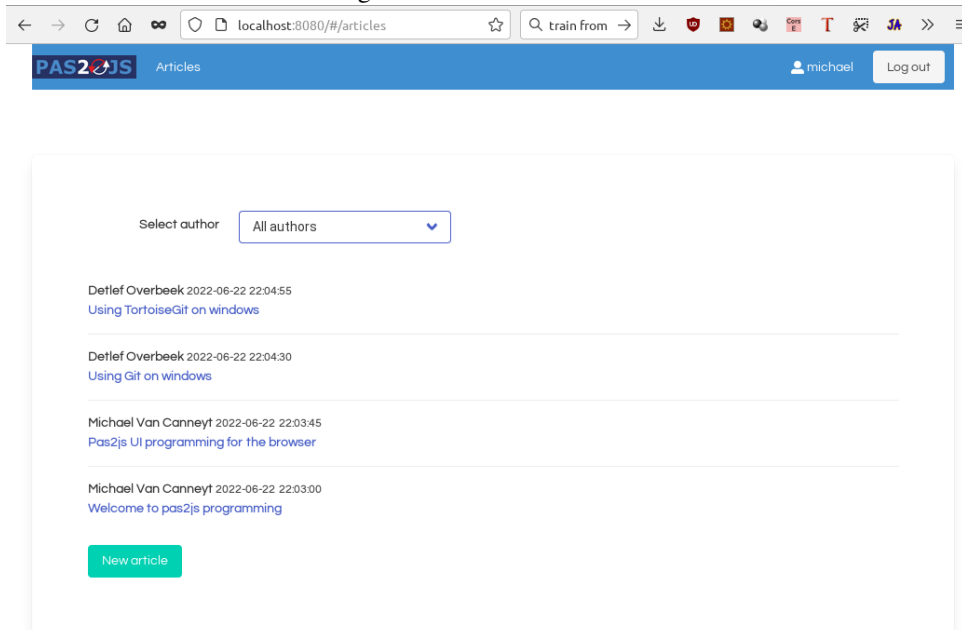 localhost:8080/#/articles
train from
PAS2JS Articles michael Log out
Select author All authors
Detlef Overbeek 2022-06-22 22:04:55
Using TortoiseGit on windows
Detlef Overbeek 2022-06-22 22:04:30
Using Git on windows
Michael Van Canneyt 2022-06-22 22:03:45
Pas2js UI programming for the browser
Michael Van Canneyt 2022-06-22 22:03:00
Welcome to pas2js programming
New article